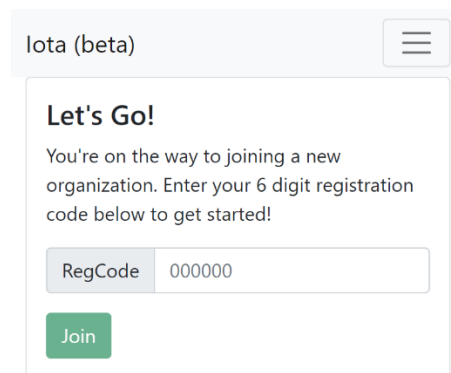 Iota (beta)
Let's Go!
You're on the way to joining a new
organization. Enter your 6 digit registration
code below to get started!
RegCode 000000
Join